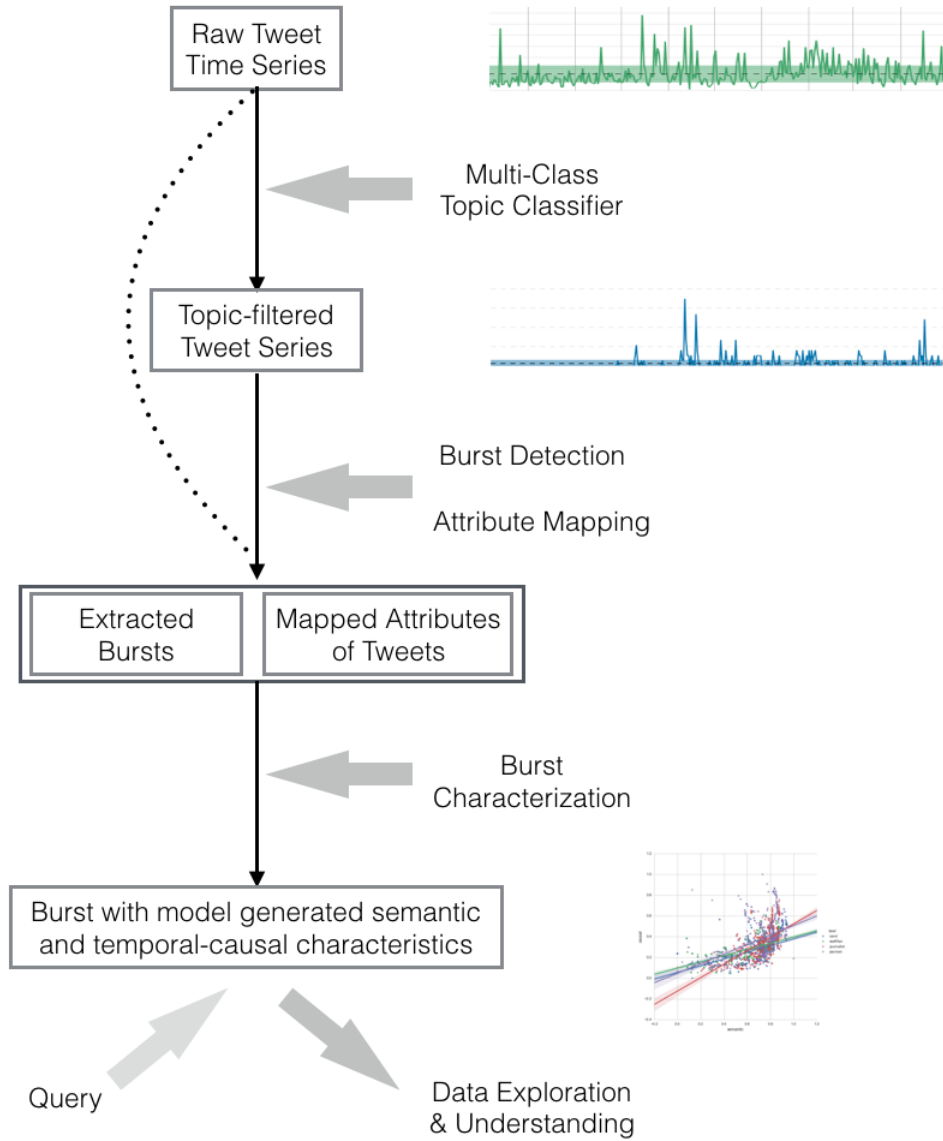 Raw Tweet
Time Series
Multi-Class
Topic Classifier
Topic-filtered
Tweet Series
Burst Detection
Attribute Mapping
Extracted
Bursts
Mapped Attributes
of Tweets
Burst
Characterization
Burst with model generated semantic
and temporal-causal characteristics
semantic
Query
Data Exploration
& Understanding